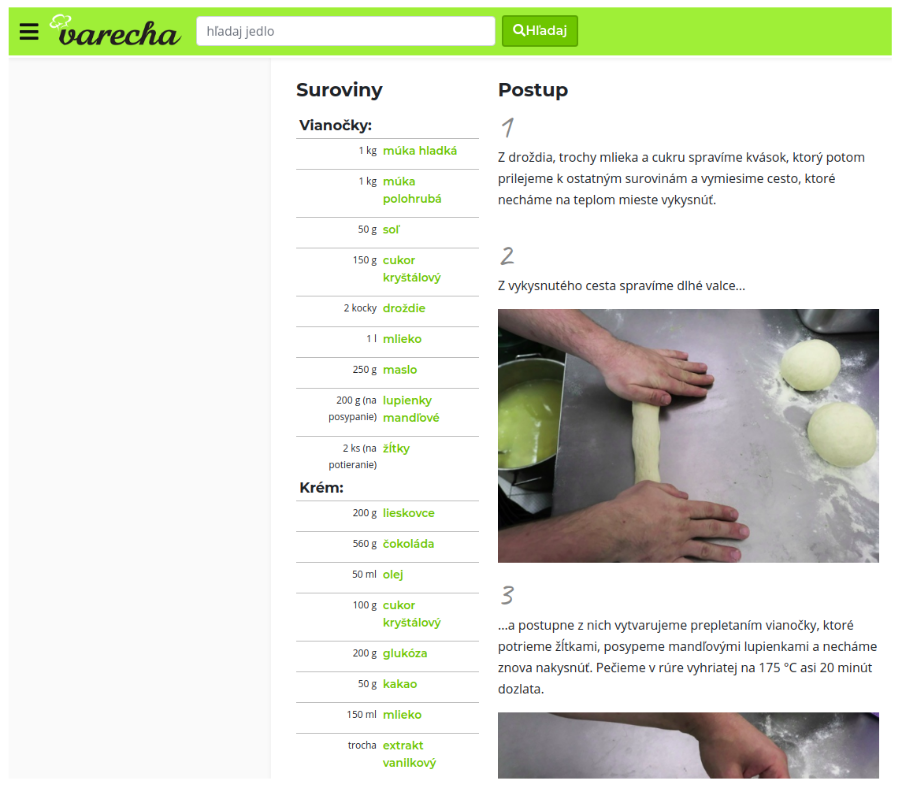 varecha
hľadaj jedlo
Hľadaj
Suroviny
Vianočky:
1 kg múka hladká
1 kg múka
polohrubá
50 g soľ
150 g cukor
kryštálový
2 kocky droždie
1 l mlieko
250 g maslo
200 g (na lupienky
posypanie) mandľové
2 ks (na žĺtky
potieranie)
Krém:
200 g lieskovce
560 g čokoláda
50 ml olej
100 g cukor
kryštálový
200 g glukóza
50 g kakao
150 ml mlieko
trocha extrakt
vanilkový
Postup
1
Z droždia, trochy mlieka a cukru spravíme kvások, ktorý potom
prilejeme k ostatným surovinám a vymiesime cesto, ktoré
necháme na teplom mieste vykysnúť.
2
Z vykysnutého cesta spravíme dlhé valce...
3
...a postupne z nich vytvarujeme prepletaním vianočky, ktoré
potrieme žĺtkami, posypeme mandľovými lupienkami a necháme
znova nakysnúť. Pečieme v rúre vyhriatej na 175 °C asi 20 minút
dozlata.